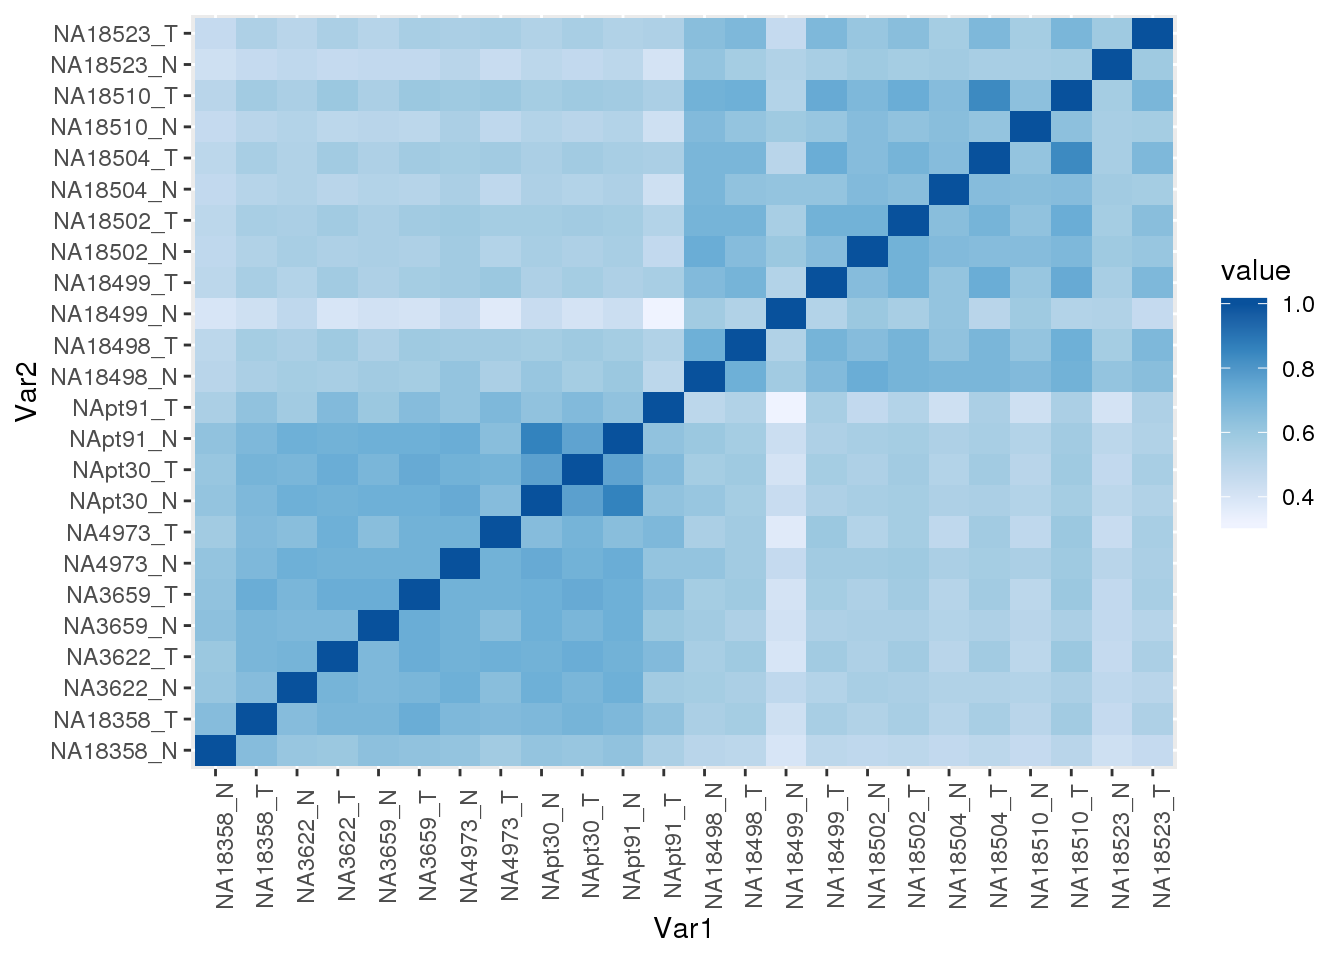 NA18523_T
NA18523_N
NA18510_T
NA18510_N
NA18504_T
NA18504_N
NA18502_T
NA18502_N
NA18499_T
NA18499_N
NA18498_T
NA18498_N
NApt91_T
NApt91_N
NApt30_T
NApt30_N
NA4973_T
NA4973_N
NA3659_T
NA3659_N
NA3622_T
NA3622_N
NA18358_T
NA18358_N
Var2
NA18358_N
NA18358_T
NA3622_N
NA3622_T
NA3659_N
NA3659_T
NA4973_N
NA4973_T
NApt30_N
NApt30_T
NApt91_N
NApt91_T
NA18498_N
NA18498_T
NA18499_N
NA18499_T
NA18502_N
NA18502_T
NA18504_N
NA18504_T
NA18510_N
NA18510_T
NA18523_N
NA18523_T
Var1
value
1.0
0.8
0.6
0.4